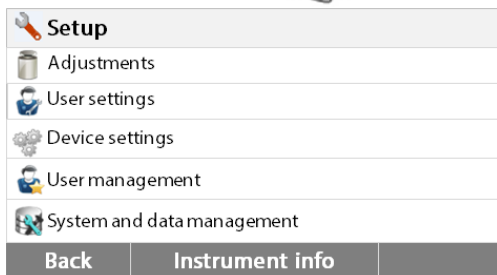 Setup
Adjustments
User settings
Device settings
User management
System and data management
Back Instrument info